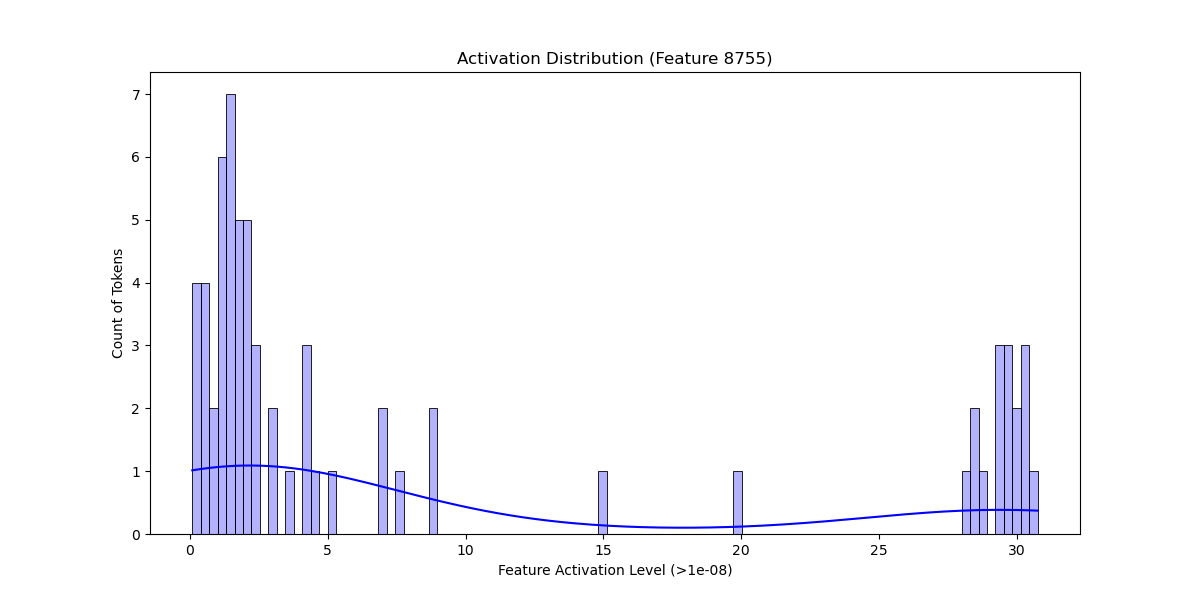 Activation Distribution (Feature 8755)
7
6
5
4
3
2
1
0
Count of Tokens
0 5 10 15 20 25 30
Feature Activation Level (>1e-08)